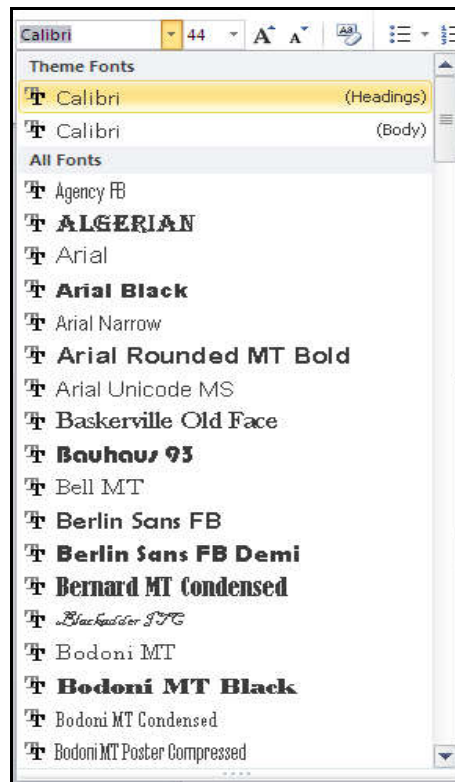 Calibri 44 A A Aa
Theme Fonts
Calibri (Headings)
Calibri (Body)
All Fonts
Agency FB
ALGERIAN
Arial
Arial Black
Arial Narrow
Arial Rounded MT Bold
Arial Unicode MS
Baskerville Old Face
Bauhaus 93
Bell MT
Berlin Sans FB
Berlin Sans FB Demi
Bernard MT Condensed
Blackadder ITC
Bodoni MT
Bodoni MT Black
Bodoni MT Condensed
Bodoni MT Poster Compressed